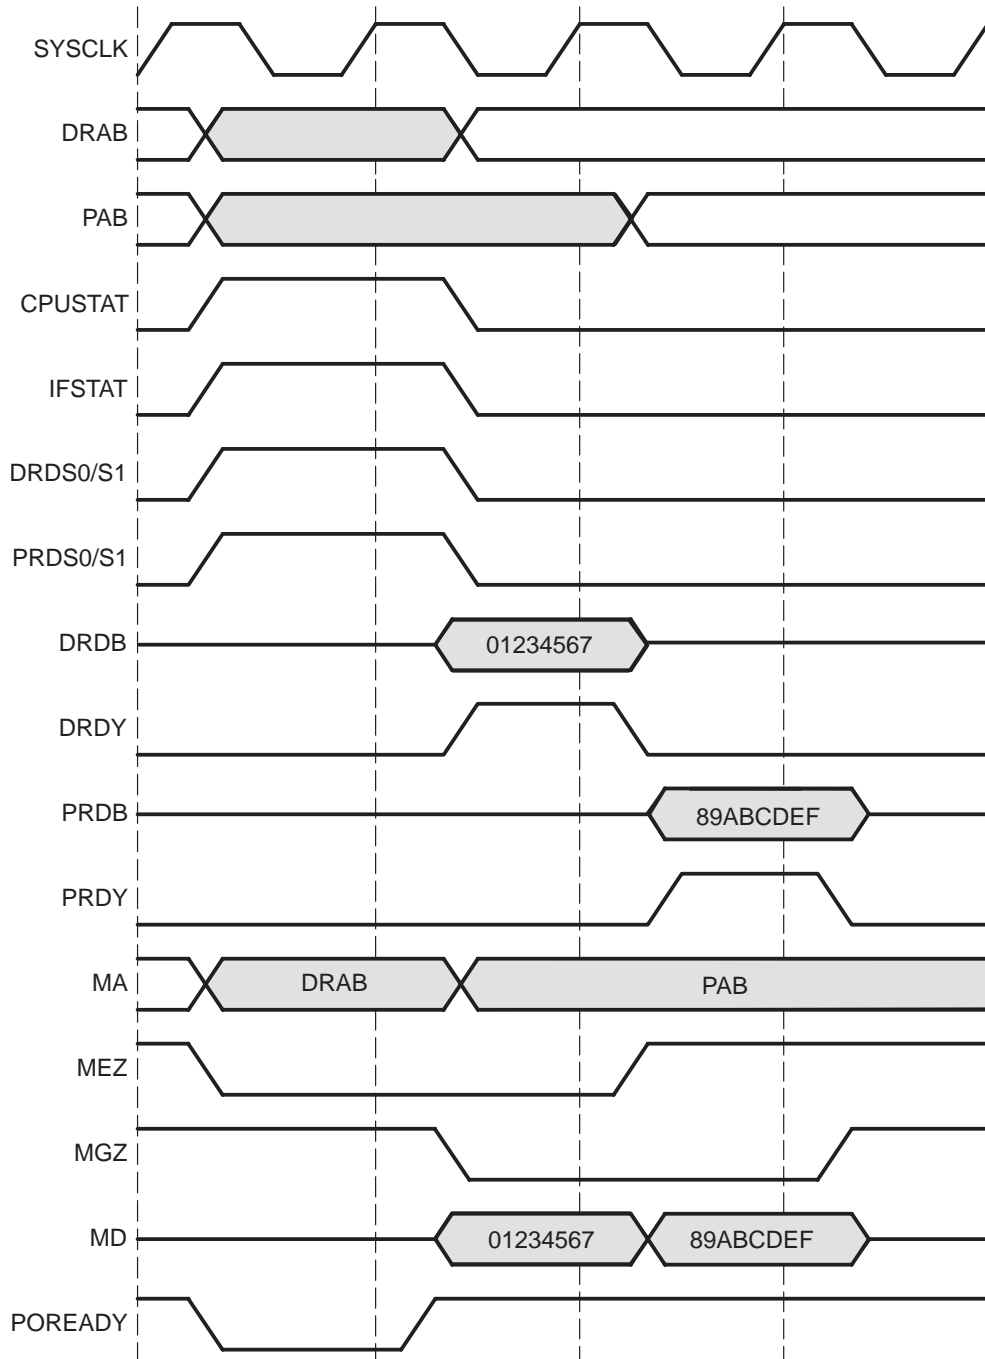 SYSCLK
DRAB
PAB
CPUSTAT
IFSTAT
DRDS0/S1
PRDS0/S1
DRDB 01234567
DRDY
PRDB 89ABCDEF
PRDY
MA DRAB PAB
MEZ
MGZ
MD 01234567 89ABCDEF
POREADY